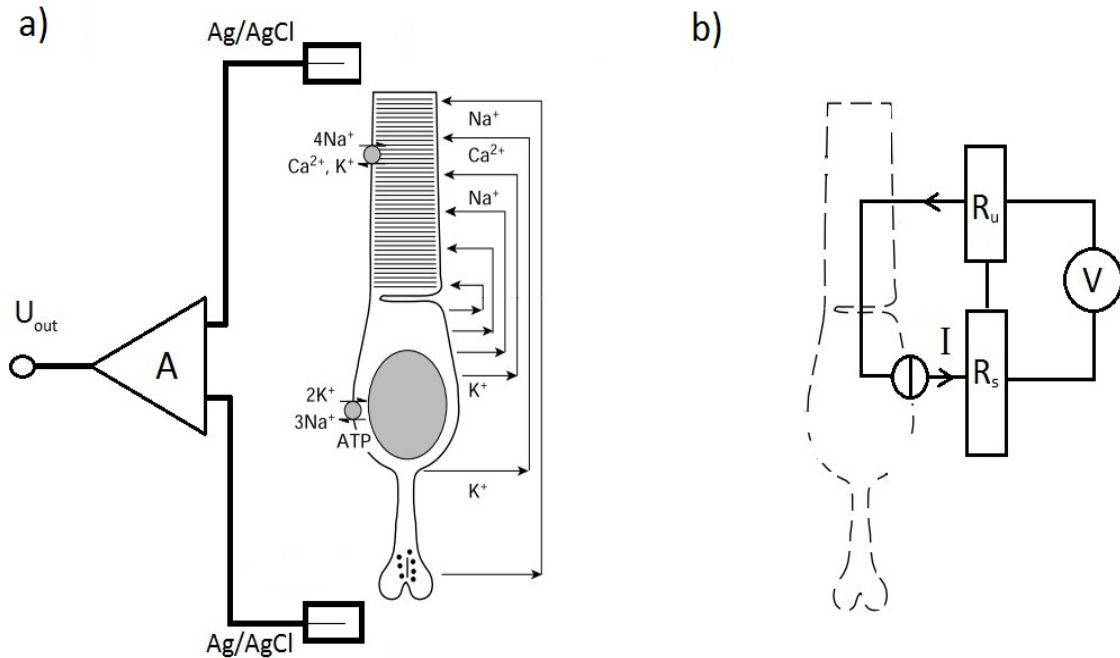 a)
Ag/AgCl
Na⁺
4Na⁺
Ca²⁺, K⁺
Ca²⁺
Na⁺
U_out
A
2K⁺
3Na⁺
ATP
K⁺
K⁺
Ag/AgCl
b)
R_u
V
I
R_s